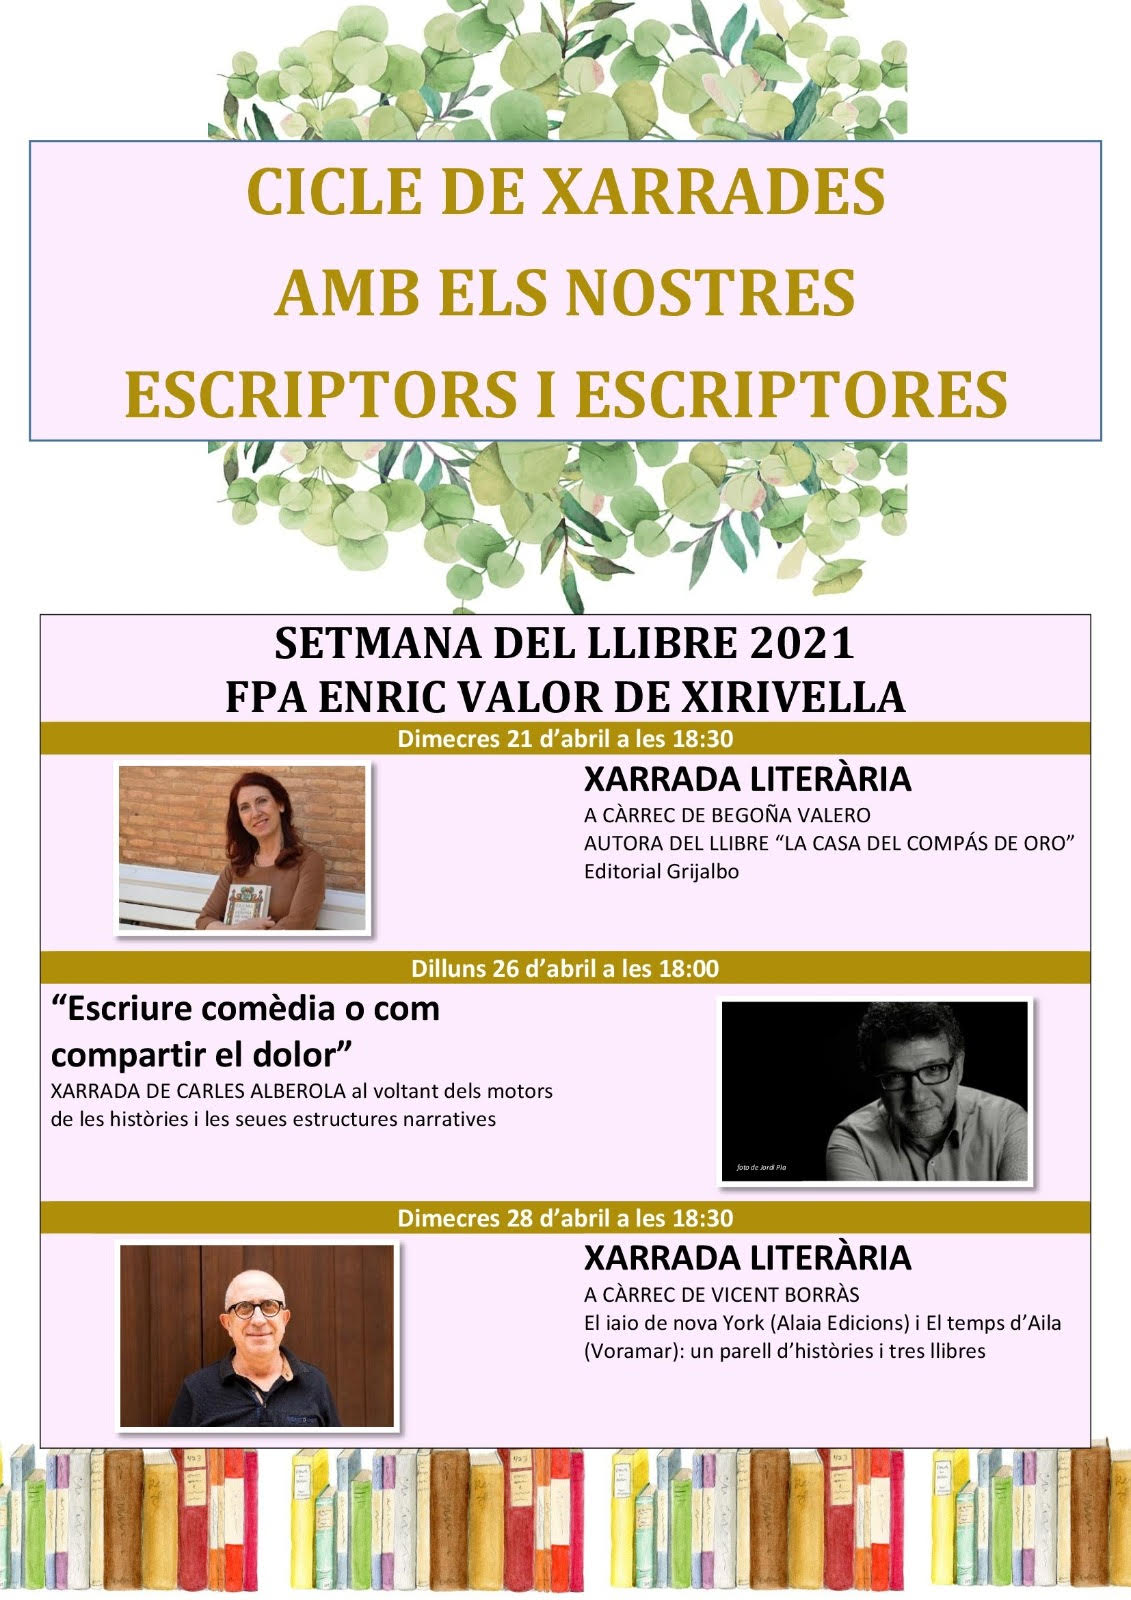 CICLE DE XARRADES
AMB ELS NOSTRES
ESCRIPTORS I ESCRIPTORES
SETMANA DEL LLIBRE 2021
FPA ENRIC VALOR DE XIRIVELLA
Dimecres 21 d’abril a les 18:30
XARRADA LITERÀRIA
A CÀRREC DE BEGOÑA VALERO
AUTORA DEL LLIBRE “LA CASA DEL COMPÁS DE ORO”
Editorial Grijalbo
Dilluns 26 d’abril a les 18:00
“Escriure comèdia o com
compartir el dolor”
XARRADA DE CARLES ALBEROLA al voltant dels motors
de les històries i les seues estructures narratives
foto de Jordi Pla
Dimecres 28 d’abril a les 18:30
XARRADA LITERÀRIA
A CÀRREC DE VICENT BORRÀS
El iaio de nova York (Alaia Edicions) i El temps d’Aila
(Voramar): un parell d’històries i tres llibres